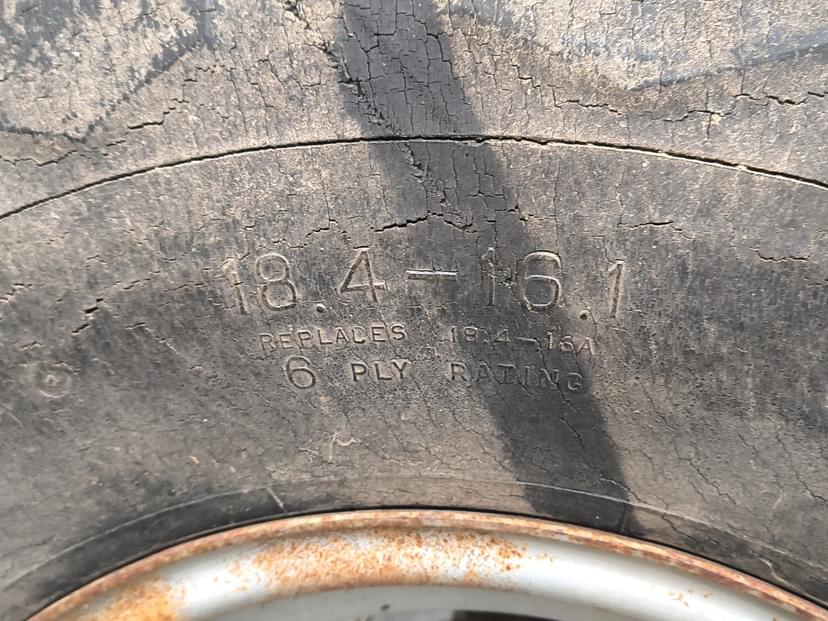 18.4-16.1
REPLACES 18.4-16A
6 PLY RATING